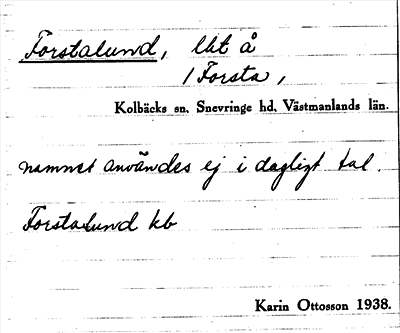 Forstalund, lht å
/ Forsta,
Kolbäcks sn, Snevringe hd, Västmanlands län.
namnet användes ej i dagligt tal.
Forstalund kb
Karin Ottosson 1938.